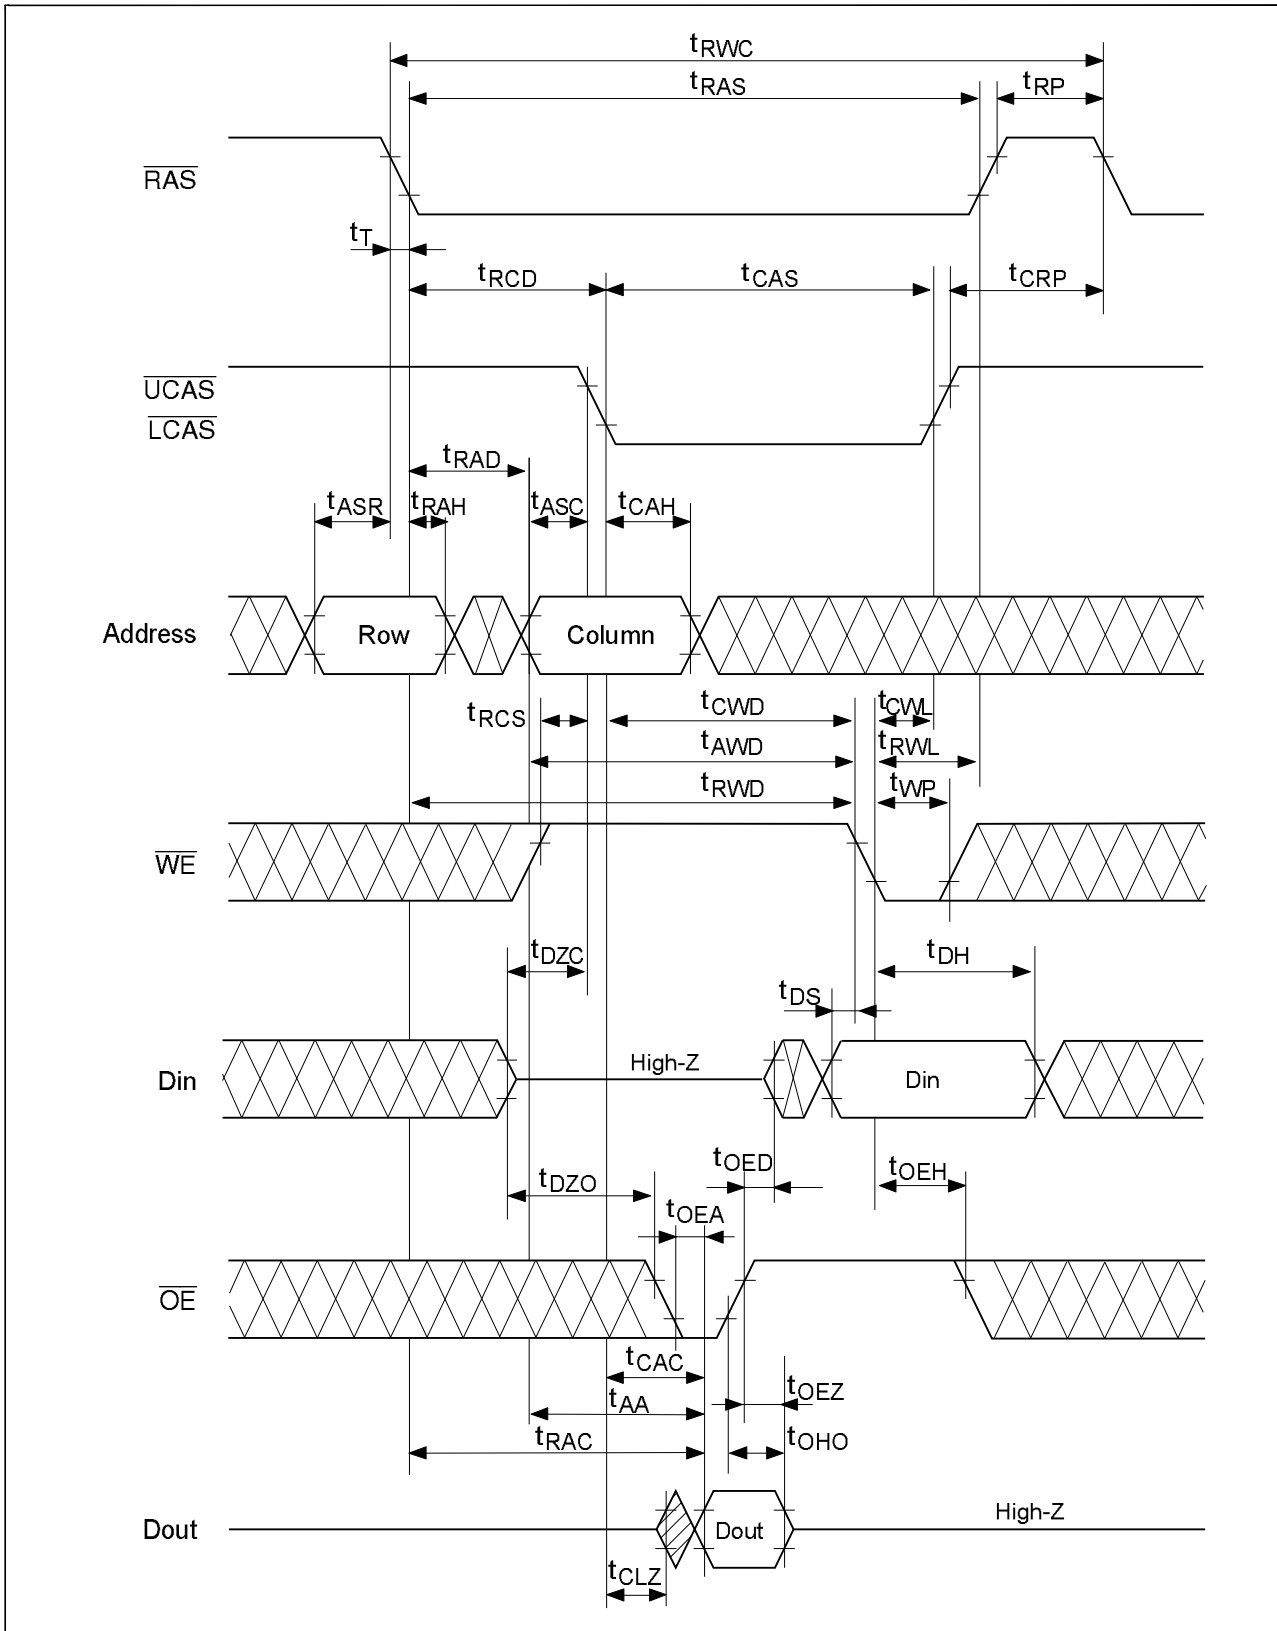 tRWC
tRAS
tRP
RAS
tT
tRCD
tCAS
tCRP
UCAS
LCAS
tRAD
tASR
tRAH
tASC
tCAH
Address
Row
Column
tRCS
tCWD
tCWL
tAWD
tRWL
tRWD
tWP
WE
tDZC
tDH
tDS
Din
High-Z
Din
tOED
tOEH
tDZO
tOEA
OE
tCAC
tOEZ
tAA
tRAC
tOHO
Dout
Dout
High-Z
tCLZ